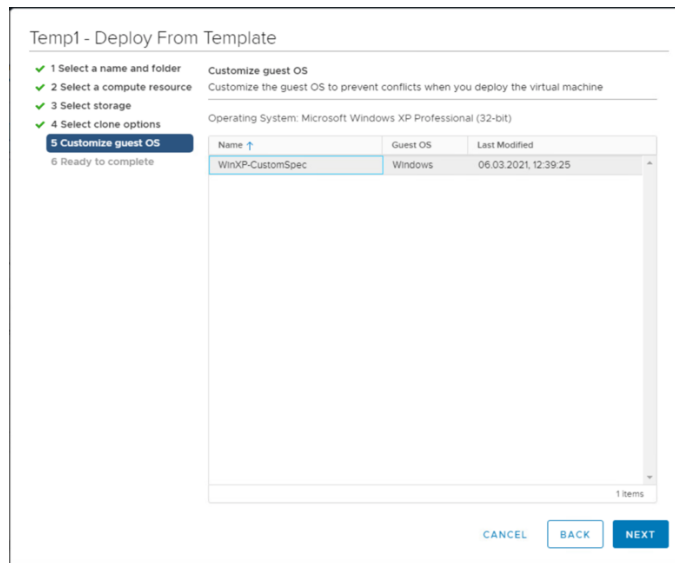 Temp1 - Deploy From Template
1 Select a name and folder
2 Select a compute resource
3 Select storage
4 Select clone options
5 Customize guest OS
6 Ready to complete
Customize guest OS
Customize the guest OS to prevent conflicts when you deploy the virtual machine
Operating System: Microsoft Windows XP Professional (32-bit)
Name ↑ Guest OS Last Modified
WinXP-CustomSpec Windows 06.03.2021, 12:39:25
1 items
CANCEL BACK NEXT